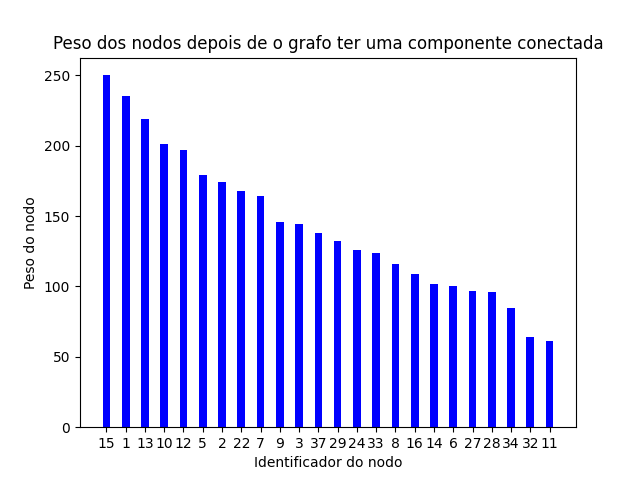 Peso dos nodos depois de o grafo ter uma componente conectada
250
200
150
100
50
0
Peso do nodo
15 1 13 10 12 5 2 22 7 9 3 37 29 24 33 8 16 14 6 27 28 34 32 11
Identificador do nodo